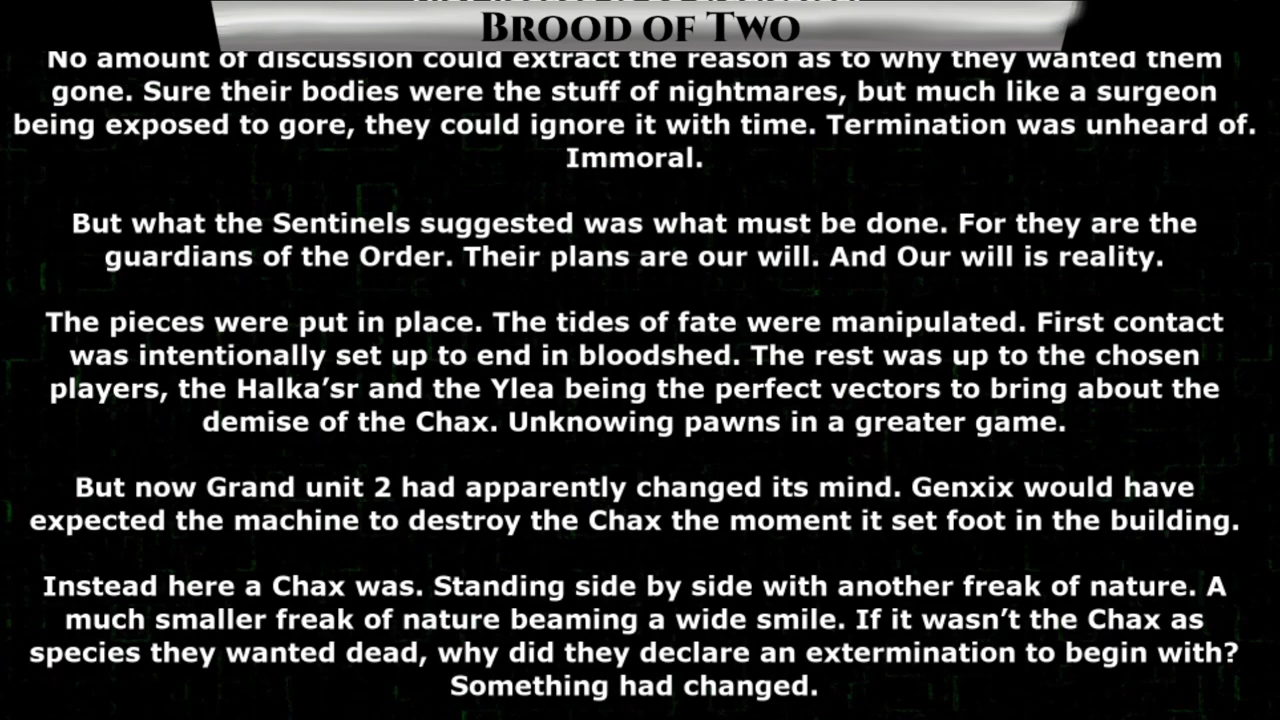 BROOD OF TWO
No amount of discussion could extract the reason as to why they wanted them
gone. Sure their bodies were the stuff of nightmares, but much like a surgeon
being exposed to gore, they could ignore it with time. Termination was unheard of.
Immoral.
But what the Sentinels suggested was what must be done. For they are the
guardians of the Order. Their plans are our will. And Our will is reality.
The pieces were put in place. The tides of fate were manipulated. First contact
was intentionally set up to end in bloodshed. The rest was up to the chosen
players, the Halka’sr and the Ylea being the perfect vectors to bring about the
demise of the Chax. Unknowing pawns in a greater game.
But now Grand unit 2 had apparently changed its mind. Genxix would have
expected the machine to destroy the Chax the moment it set foot in the building.
Instead here a Chax was. Standing side by side with another freak of nature. A
much smaller freak of nature beaming a wide smile. If it wasn’t the Chax as
species they wanted dead, why did they declare an extermination to begin with?
Something had changed.